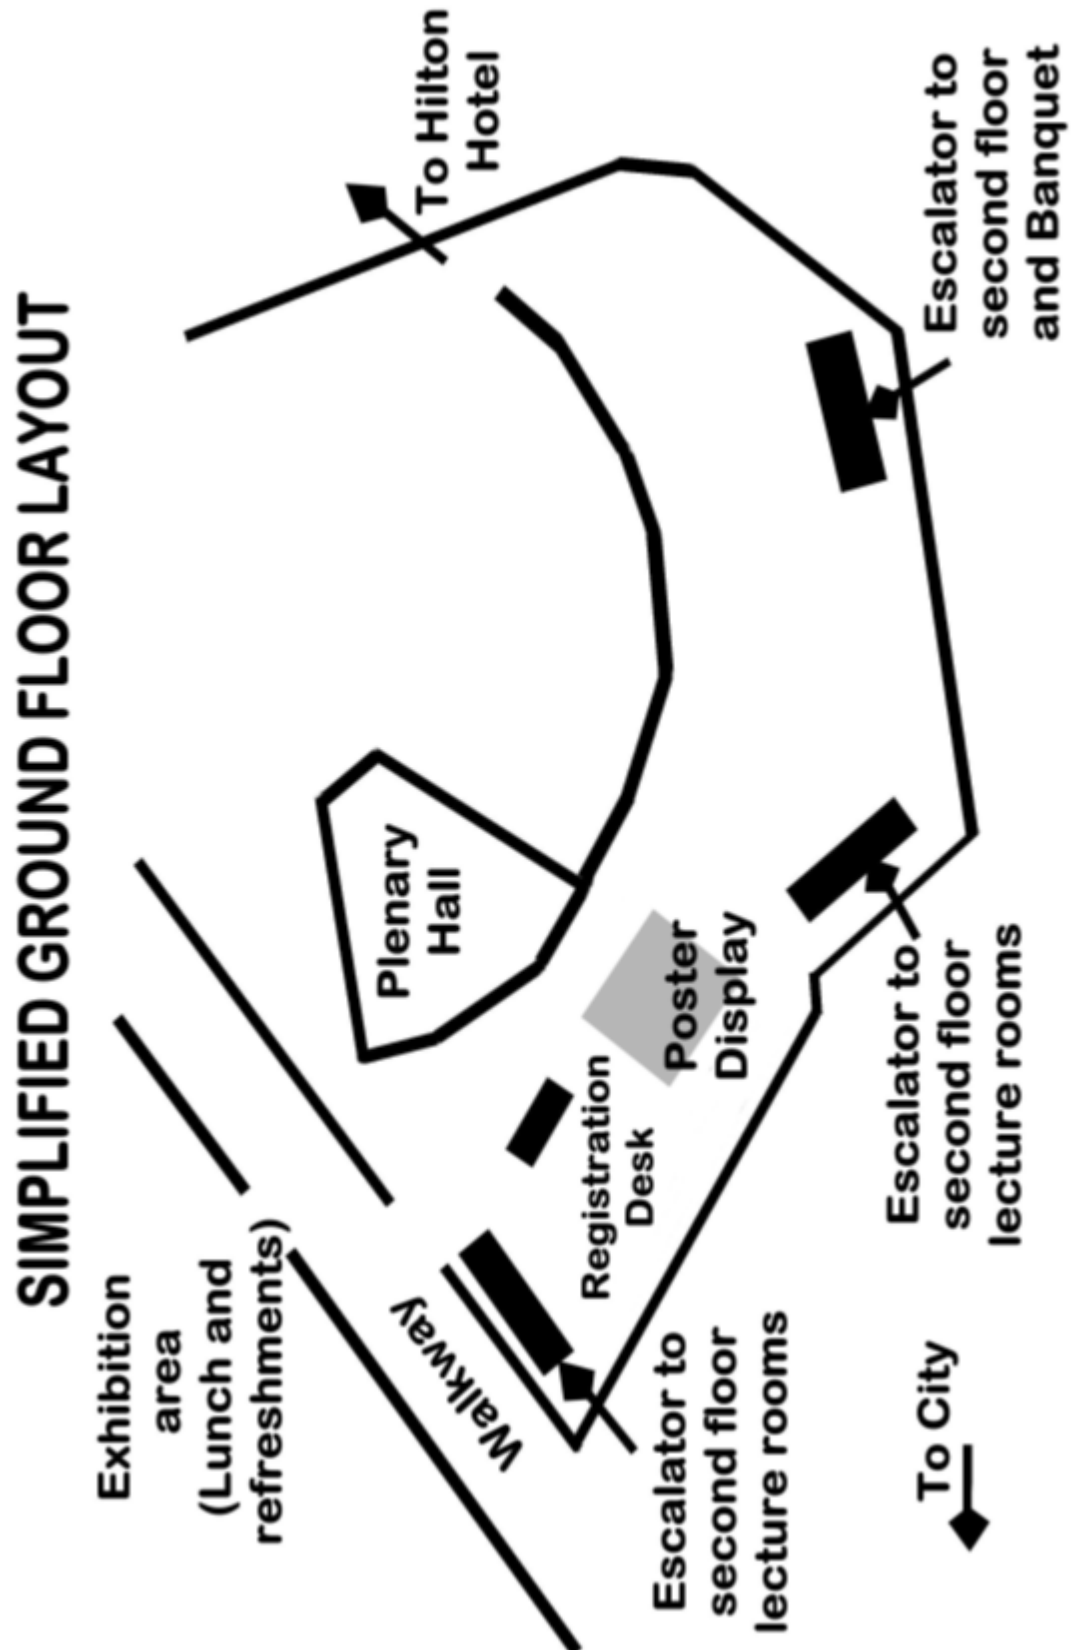 SIMPLIFIED GROUND FLOOR LAYOUT
Exhibition
area
(Lunch and
refreshments)
Walkway
Plenary
Hall
To Hilton
Hotel
Registration
Desk
Poster
Display
Escalator to
second floor
lecture rooms
Escalator to
second floor
lecture rooms
Escalator to
second floor
and Banquet
To City